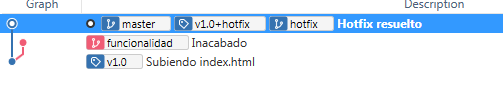 Graph Description
master v1.0+hotfix hotfix Hotfix resuelto
funcionalidad Inacabado
v1.0 Subiendo index.html